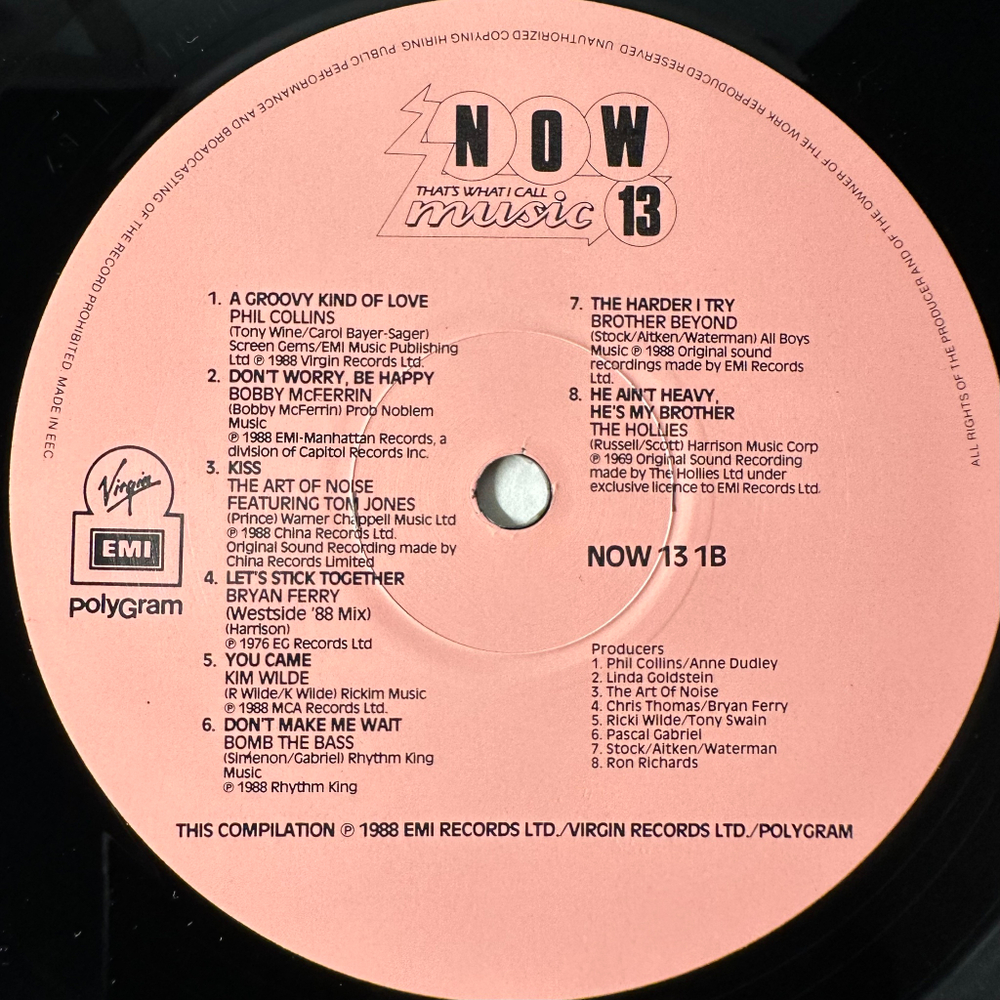 ALL RIGHTS OF THE PRODUCER AND OF THE OWNER OF THE WORK REPRODUCED RESERVED. UNAUTHORIZED COPYING HIRING PUBLIC PERFORMANCE AND BROADCASTING OF THE RECORD PROHIBITED. MADE IN EEC
NOW
THAT'S WHAT I CALL
music 13
1. A GROOVY KIND OF LOVE
PHIL COLLINS
(Tony Wine/Carol Bayer-Sager)
Screen Gems/EMI Music Publishing
Ltd ℗ 1988 Virgin Records Ltd.
2. DON'T WORRY, BE HAPPY
BOBBY McFERRIN
(Bobby McFerrin) Prob Noblem
Music
℗ 1988 EMI-Manhattan Records, a
division of Capitol Records Inc.
3. KISS
THE ART OF NOISE
FEATURING TOM JONES
(Prince) Warner Chappell Music Ltd
℗ 1988 China Records Ltd.
Original Sound Recording made by
China Records Limited
4. LET'S STICK TOGETHER
BRYAN FERRY
(Westside '88 Mix)
(Harrison)
℗ 1976 EG Records Ltd
5. YOU CAME
KIM WILDE
(R Wilde/K Wilde) Rickim Music
℗ 1988 MCA Records Ltd.
6. DON'T MAKE ME WAIT
BOMB THE BASS
(Simenon/Gabriel) Rhythm King
Music
℗ 1988 Rhythm King
7. THE HARDER I TRY
BROTHER BEYOND
(Stock/Aitken/Waterman) All Boys
Music ℗ 1988 Original sound
recordings made by EMI Records
Ltd.
8. HE AIN'T HEAVY,
HE'S MY BROTHER
THE HOLLIES
(Russell/Scott) Harrison Music Corp
℗ 1969 Original Sound Recording
made by The Hollies Ltd under
exclusive licence to EMI Records Ltd.
Virgin
EMI
polyGram
NOW 13 1B
Producers
1. Phil Collins/Anne Dudley
2. Linda Goldstein
3. The Art Of Noise
4. Chris Thomas/Bryan Ferry
5. Ricki Wilde/Tony Swain
6. Pascal Gabriel
7. Stock/Aitken/Waterman
8. Ron Richards
THIS COMPILATION ℗ 1988 EMI RECORDS LTD./VIRGIN RECORDS LTD./POLYGRAM